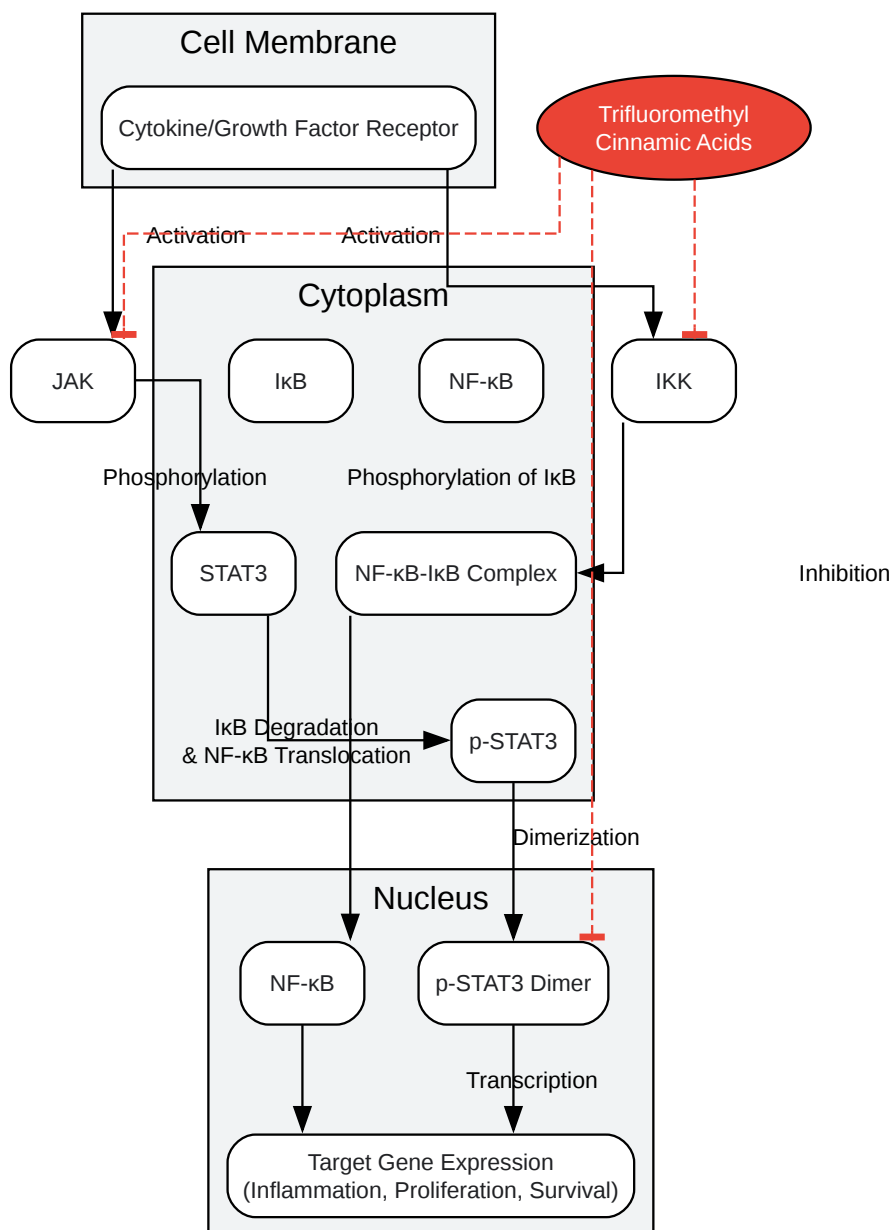 Cell Membrane
Cytokine/Growth Factor Receptor
Trifluoromethyl
Cinnamic Acids
Activation
Activation
Cytoplasm
JAK
IκB
NF-κB
IKK
Phosphorylation
Phosphorylation of IκB
STAT3
NF-κB-IκB Complex
Inhibition
IκB Degradation
& NF-κB Translocation
p-STAT3
Dimerization
Nucleus
NF-κB
p-STAT3 Dimer
Transcription
Target Gene Expression
(Inflammation, Proliferation, Survival)